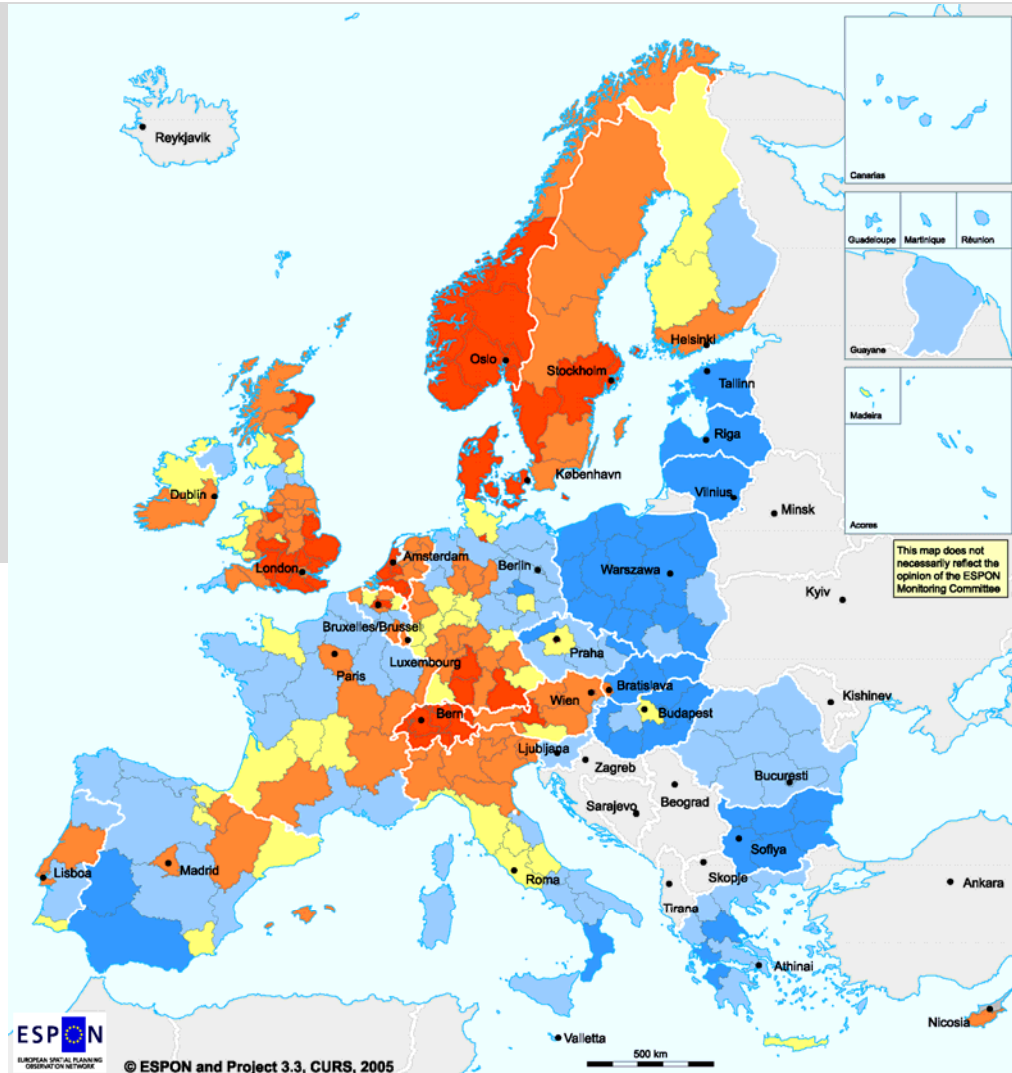 Reykjavik
Canarias
Guadeloupe
Martinique
Réunion
Guayane
Helsinki
Oslo
Stockholm
Tallinn
Riga
Madeira
København
Vilnius
Dublin
Minsk
Acores
This map does not
necessarily reflect the
opinion of the ESPON
Monitoring Committee
Amsterdam
London
Berlin
Warszawa
Kyiv
Bruxelles/Brussel
Praha
Luxembourg
Paris
Kishinev
Bratislava
Wien
Bern
Budapest
Ljubljana
Zagreb
Bucuresti
Sarajevo
Beograd
Sofiya
Skopje
Madrid
Lisboa
Roma
Tirana
Ankara
Athinai
Nicosia
Valletta
ESPON
EUROPEAN SPATIAL PLANNING
OBSERVATION NETWORK
© ESPON and Project 3.3, CURS, 2005
500 km